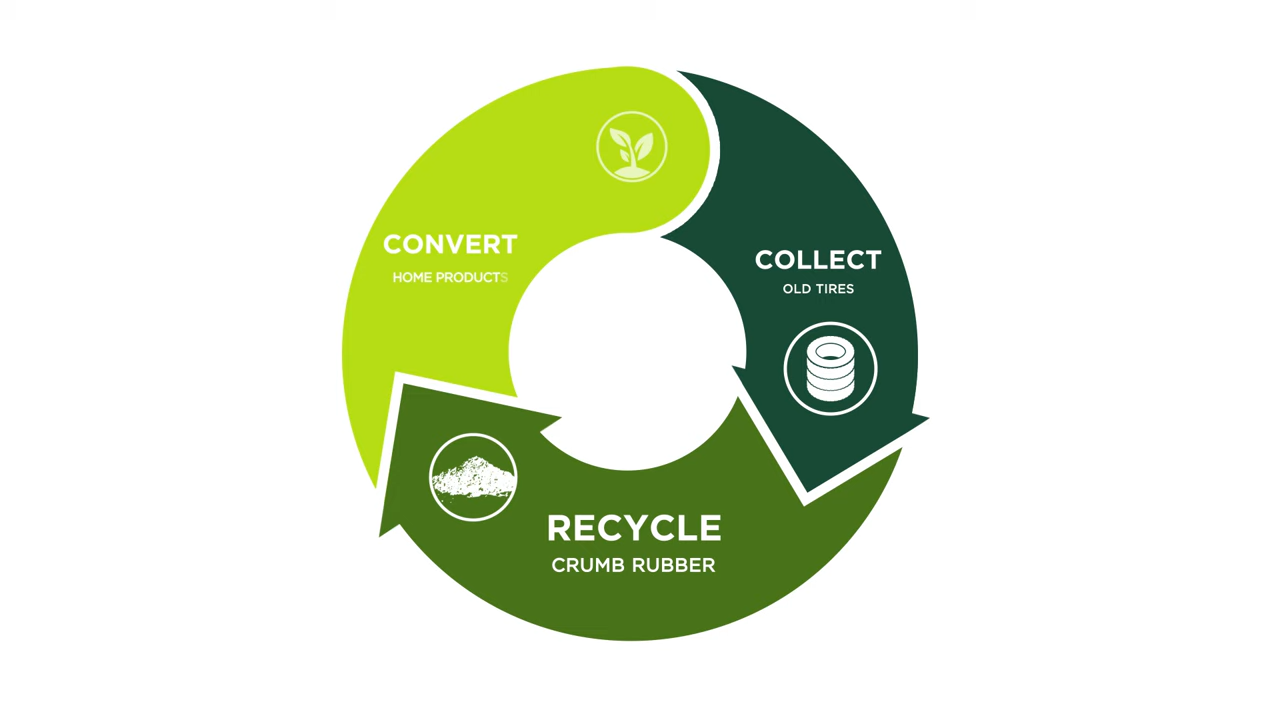 COLLECT
OLD TIRES
RECYCLE
CRUMB RUBBER
CONVERT
HOME PRODUCTS